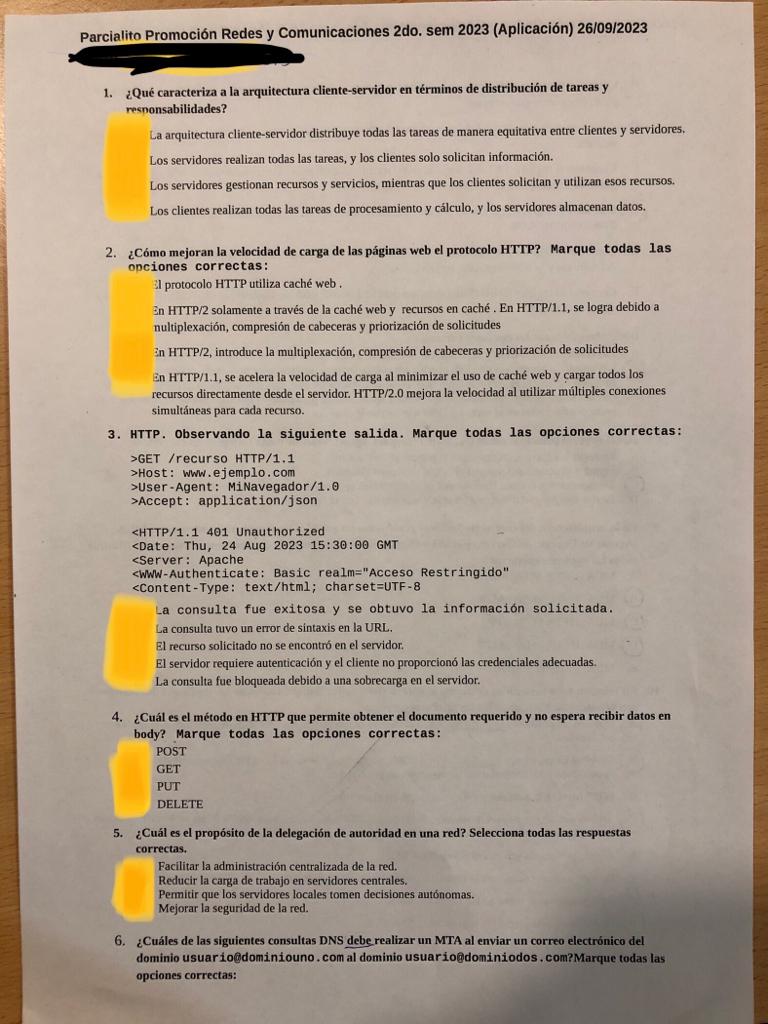 Parcialito Promoción Redes y Comunicaciones 2do. sem 2023 (Aplicación) 26/09/2023
1. ¿Qué caracteriza a la arquitectura cliente-servidor en términos de distribución de tareas y
responsabilidades?
La arquitectura cliente-servidor distribuye todas las tareas de manera equitativa entre clientes y servidores.
Los servidores realizan todas las tareas, y los clientes solo solicitan información.
Los servidores gestionan recursos y servicios, mientras que los clientes solicitan y utilizan esos recursos.
Los clientes realizan todas las tareas de procesamiento y cálculo, y los servidores almacenan datos.
2. ¿Cómo mejoran la velocidad de carga de las páginas web el protocolo HTTP? Marque todas las
opciones correctas:
El protocolo HTTP utiliza caché web .
En HTTP/2 solamente a través de la caché web y recursos en caché . En HTTP/1.1, se logra debido a
multiplexación, compresión de cabeceras y priorización de solicitudes
En HTTP/2, introduce la multiplexación, compresión de cabeceras y priorización de solicitudes
En HTTP/1.1, se acelera la velocidad de carga al minimizar el uso de caché web y cargar todos los
recursos directamente desde el servidor. HTTP/2.0 mejora la velocidad al utilizar múltiples conexiones
simultáneas para cada recurso.
3. HTTP. Observando la siguiente salida. Marque todas las opciones correctas:
>GET /recurso HTTP/1.1
>Host: www.ejemplo.com
>User-Agent: MiNavegador/1.0
>Accept: application/json
<HTTP/1.1 401 Unauthorized
<Date: Thu, 24 Aug 2023 15:30:00 GMT
<Server: Apache
<WWW-Authenticate: Basic realm="Acceso Restringido"
<Content-Type: text/html; charset=UTF-8
La consulta fue exitosa y se obtuvo la información solicitada.
La consulta tuvo un error de sintaxis en la URL.
El recurso solicitado no se encontró en el servidor.
El servidor requiere autenticación y el cliente no proporcionó las credenciales adecuadas.
La consulta fue bloqueada debido a una sobrecarga en el servidor.
4. ¿Cuál es el método en HTTP que permite obtener el documento requerido y no espera recibir datos en
body? Marque todas las opciones correctas:
POST
GET
PUT
DELETE
5. ¿Cuál es el propósito de la delegación de autoridad en una red? Selecciona todas las respuestas
correctas.
Facilitar la administración centralizada de la red.
Reducir la carga de trabajo en servidores centrales.
Permitir que los servidores locales tomen decisiones autónomas.
Mejorar la seguridad de la red.
6. ¿Cuáles de las siguientes consultas DNS debe realizar un MTA al enviar un correo electrónico del
dominio usuario@dominiouno.com al dominio usuario@dominiodos.com?Marque todas las
opciones correctas: